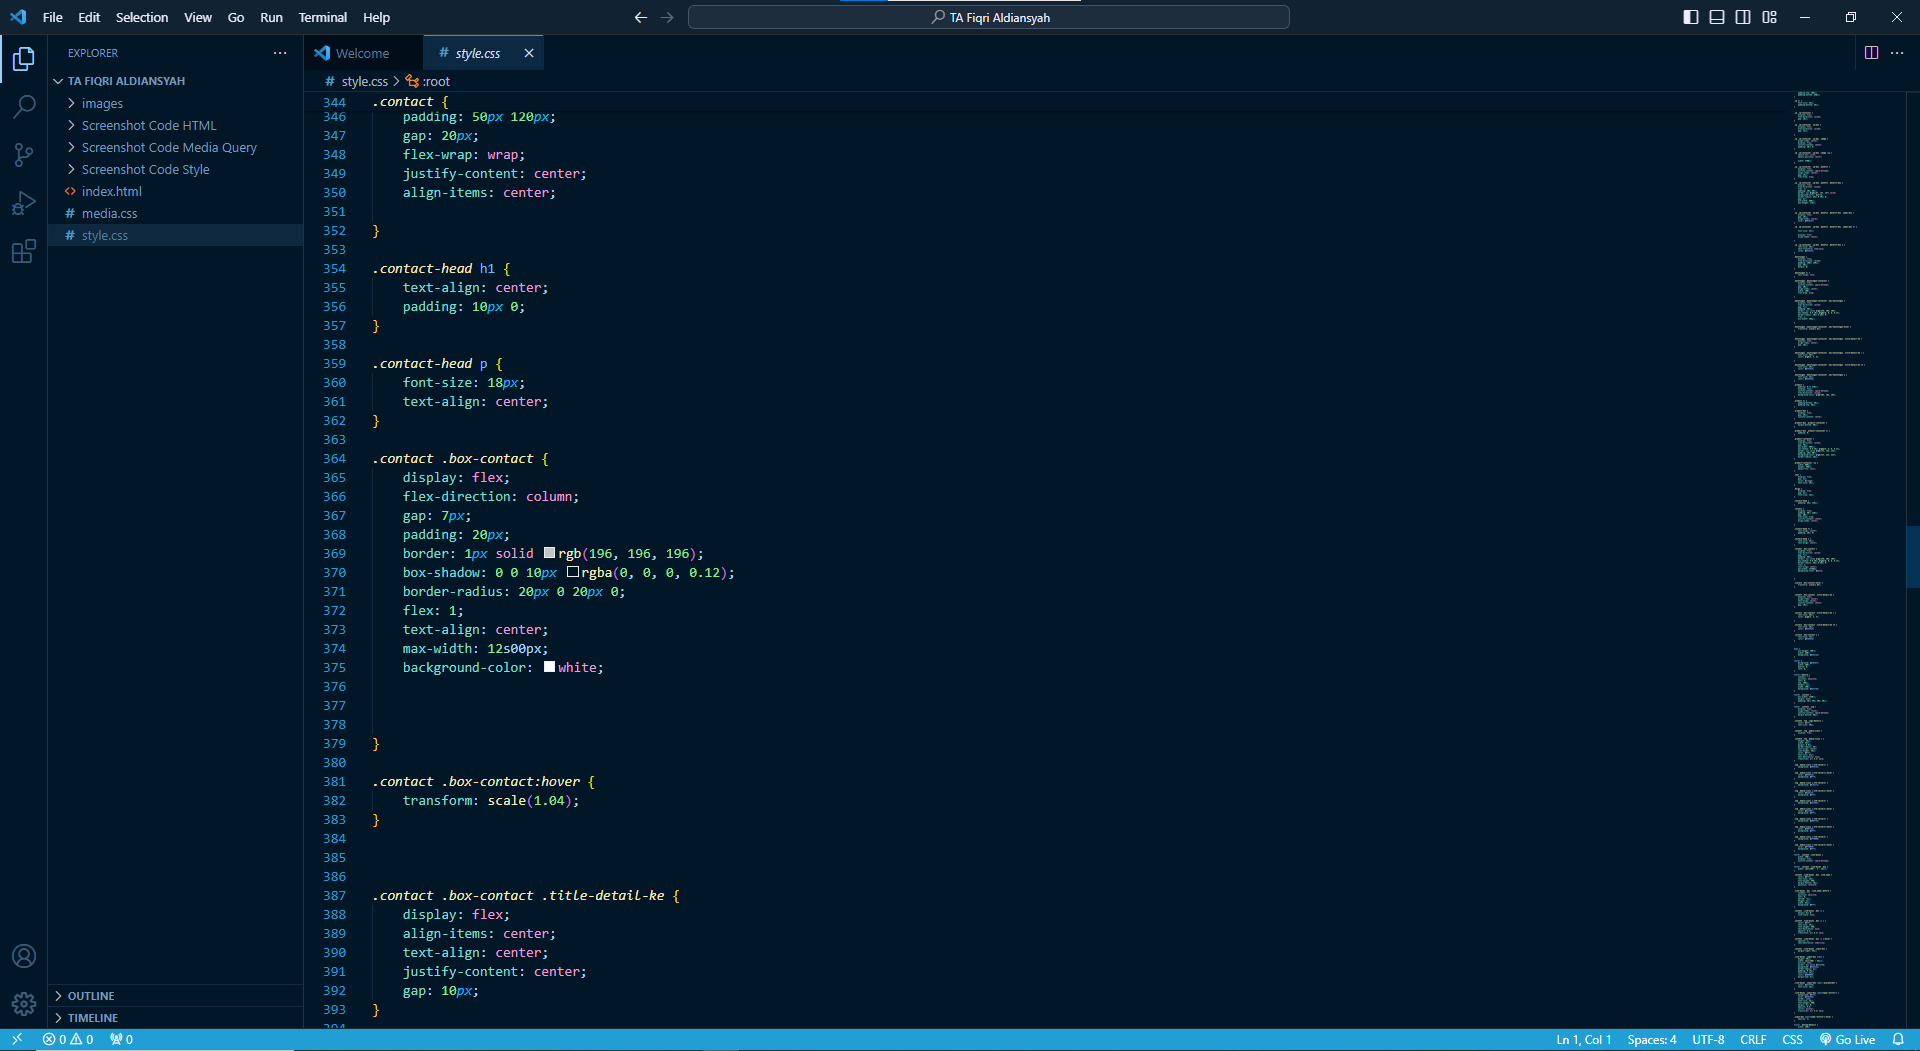 File Edit Selection View Go Run Terminal Help
TA Fiqri Aldiansyah
EXPLORER
TA FIQRI ALDIANSYAH
images
Screenshot Code HTML
Screenshot Code Media Query
Screenshot Code Style
index.html
# media.css
# style.css
OUTLINE
TIMELINE
Welcome
# style.css
# style.css > :root
344 .contact {
346 padding: 50px 120px;
347 gap: 20px;
348 flex-wrap: wrap;
349 justify-content: center;
350 align-items: center;
351
352 }
353
354 .contact-head h1 {
355 text-align: center;
356 padding: 10px 0;
357 }
358
359 .contact-head p {
360 font-size: 18px;
361 text-align: center;
362 }
363
364 .contact .box-contact {
365 display: flex;
366 flex-direction: column;
367 gap: 7px;
368 padding: 20px;
369 border: 1px solid rgb(196, 196, 196);
370 box-shadow: 0 0 10px rgba(0, 0, 0, 0.12);
371 border-radius: 20px 0 20px 0;
372 flex: 1;
373 text-align: center;
374 max-width: 12s00px;
375 background-color: white;
376
377
378
379 }
380
381 .contact .box-contact:hover {
382 transform: scale(1.04);
383 }
384
385
386
387 .contact .box-contact .title-detail-ke {
388 display: flex;
389 align-items: center;
390 text-align: center;
391 justify-content: center;
392 gap: 10px;
393 }
0 0 0
Ln 1, Col 1 Spaces: 4 UTF-8 CRLF CSS Go Live